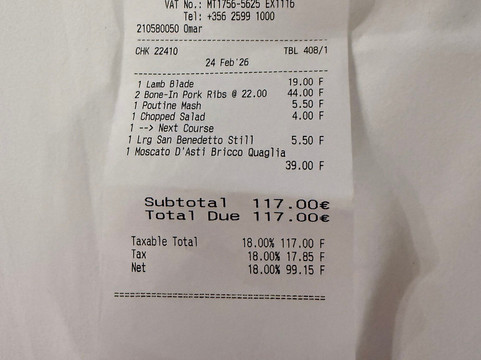 VAT No.: MT1756-5625 EX1116
Tel: +356 2599 1000
210580050 Omar
CHK 22410 TBL 408/1
24 Feb'26
1 Lamb Blade 19.00 F
2 Bone-In Pork Ribs @ 22.00 44.00 F
1 Poutine Mash 5.50 F
1 Chopped Salad 4.00 F
1 --> Next Course
1 Lrg San Benedetto Still 5.50 F
1 Moscato D'Asti Bricco Quaglia
39.00 F
Subtotal 117.00€
Total Due 117.00€
Taxable Total 18.00% 117.00 F
Tax 18.00% 17.85 F
Net 18.00% 99.15 F